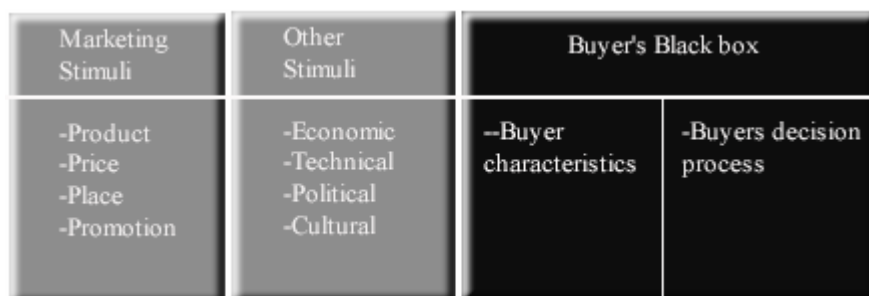 Marketing
Stimuli
Other
Stimuli
Buyer's Black box
-Product
-Price
-Place
-Promotion
-Economic
-Technical
-Political
-Cultural
--Buyer
characteristics
-Buyers decision
process